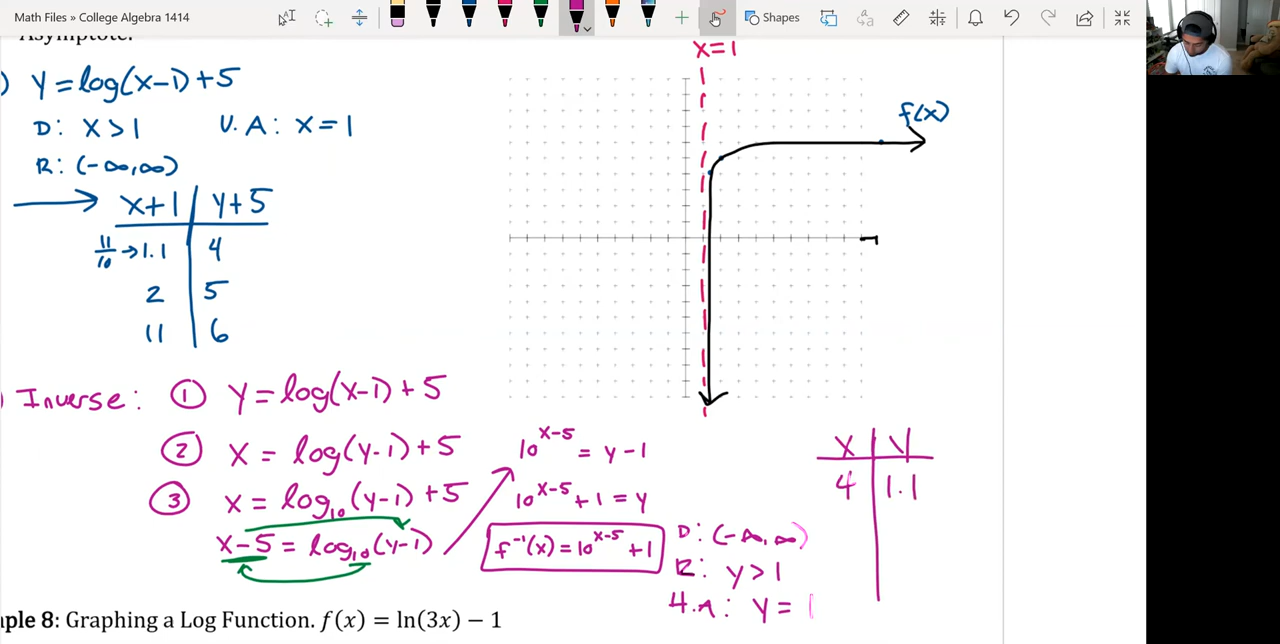 Math Files » College Algebra 1414
Shapes
Asymptote.
) y = log(x-1)+5
D: x>1 V.A: x=1
R: (-∞,∞)
x+1 | y+5
11/10 → 1.1 | 4
2 | 5
11 | 6
x=1
f(x)
Inverse: ① y = log(x-1)+5
② x = log(y-1)+5
③ x = log₁₀(y-1)+5
x-5 = log₁₀(y-1)
10^(x-5) = y-1
10^(x-5) + 1 = y
f⁻¹(x) = 10^(x-5) + 1
D: (-∞,∞)
R: y>1
H.A: y = 1
x | y
4 | 1.1
ple 8: Graphing a Log Function. f(x) = ln(3x) − 1